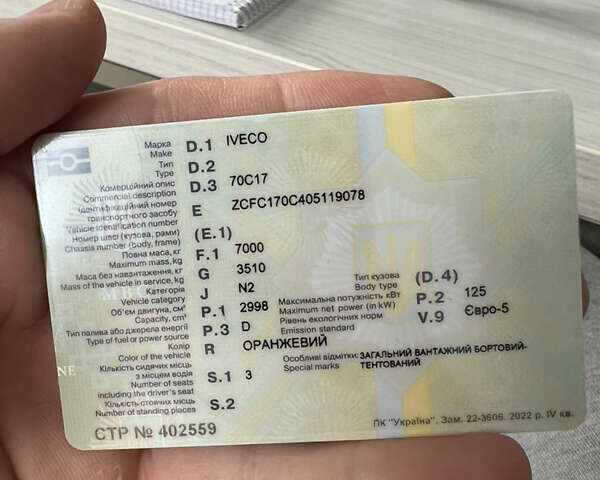 Марка D.1 IVECO
Make
Тип D.2
Type
Комерційний опис D.3 70C17
Commercial description
Ідентифікаційний номер E ZCFC170C405119078
транспортного засобу
Vehicle identification number
Номер шасі (кузова, рами) (E.1)
Chassis number (body, frame)
Повна маса, кг F.1 7000
Maximum mass, kg
Маса без навантаження, кг G 3510
Mass of the vehicle in service, kg
Категорія J N2
Vehicle category
Тип кузова (D.4)
Body type
Об'єм двигуна, см³ P.1 2998
Capacity, cm³
Максимальна потужність кВт P.2 125
Maximum net power (in kW)
Тип палива або джерела енергії P.3 D
Type of fuel or power source
Рівень екологічних норм V.9 Євро-5
Emission standard
Колір R ОРАНЖЕВИЙ
Color of the vehicle
Особливі відмітки: ЗАГАЛЬНИЙ ВАНТАЖНИЙ БОРТОВИЙ-
Special marks ТЕНТОВАНИЙ
Кількість сидячих місць S.1 3
з місцем водія
Number of seats
including the driver's seat
Кількість стоячих місць S.2
Number of standing places
СТР № 402559
ПК "Україна". Зам. 22-3606. 2022 р. IV кв.